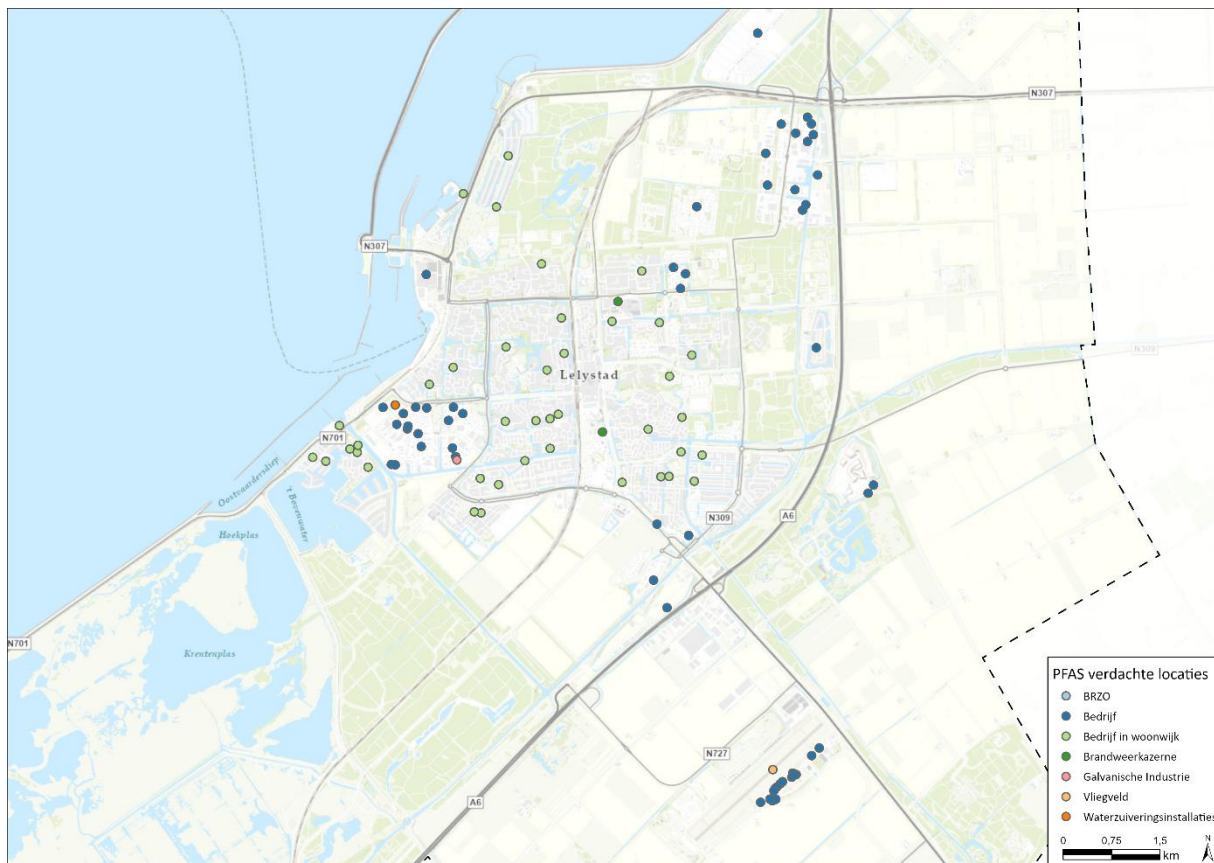 N307
N307
N309
Lelystad
N701
Oostvaardersdiep
't Bovenwater
Hoekplas
N309
A6
N701
Krentenplas
N727
A6
PFAS verdachte locaties
BRZO
Bedrijf
Bedrijf in woonwijk
Brandweerkazerne
Galvanische Industrie
Vliegveld
Waterzuiveringsinstallaties
0 0,75 1,5
km
N